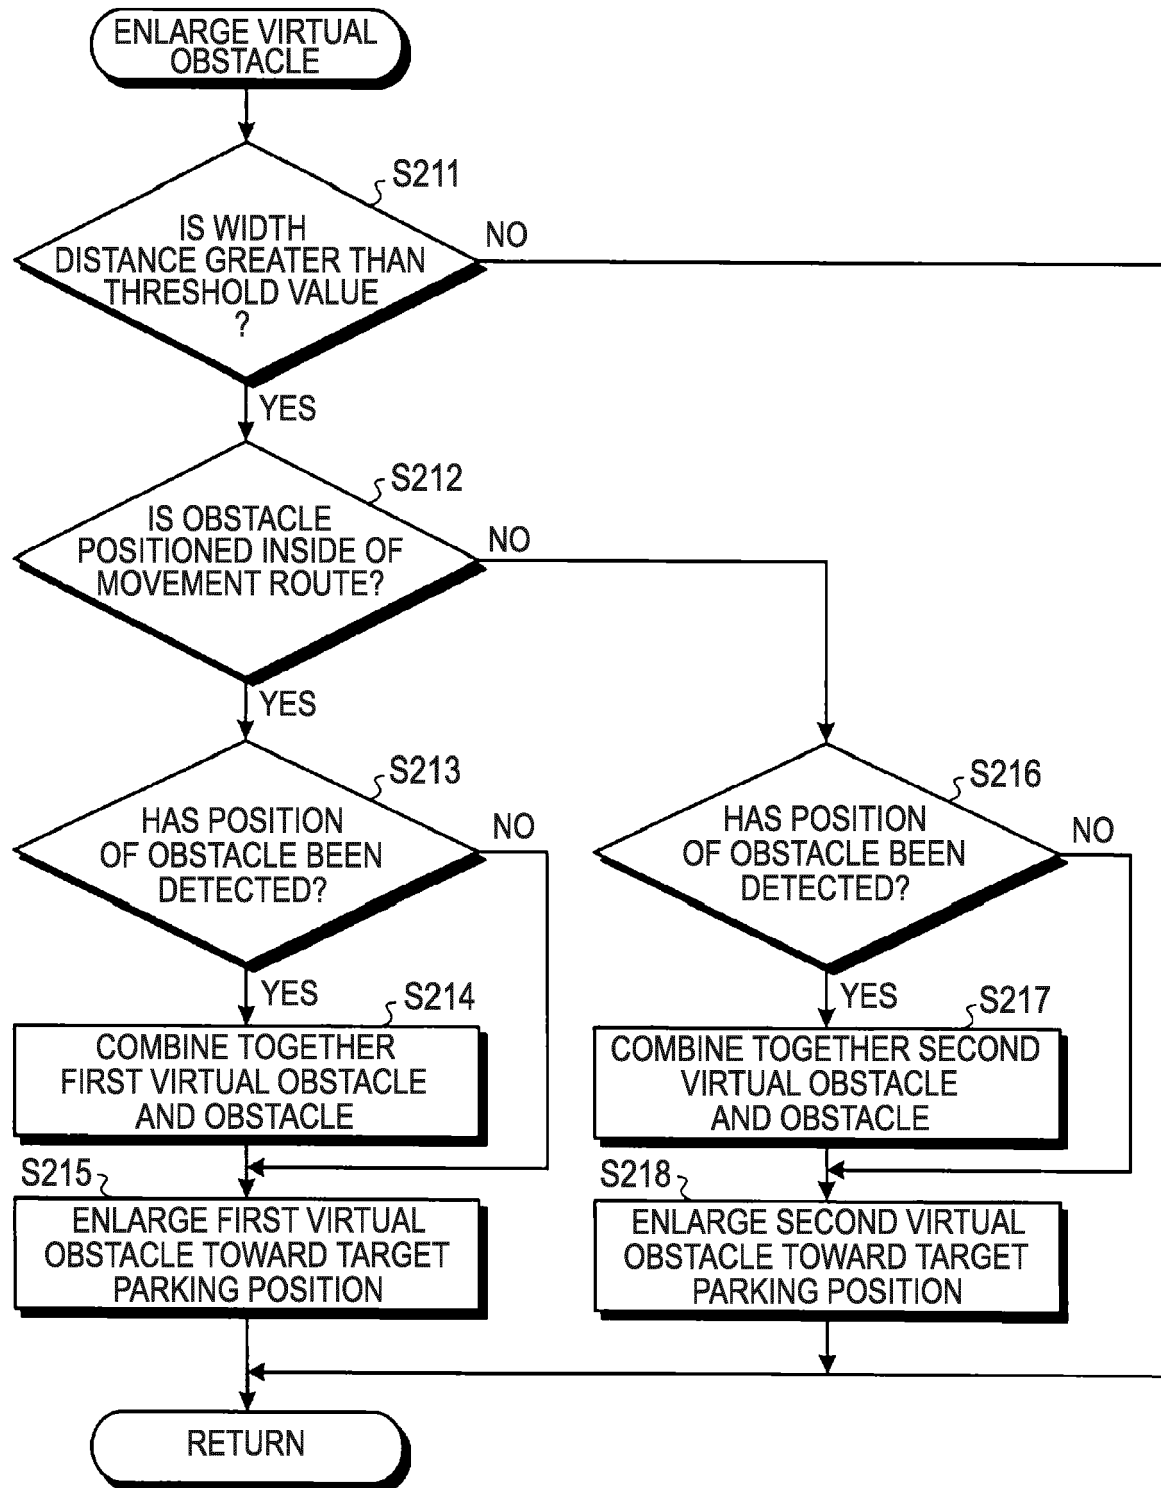 ENLARGE VIRTUAL
OBSTACLE
S211
IS WIDTH
DISTANCE GREATER THAN
THRESHOLD VALUE
?
NO
YES
S212
IS OBSTACLE
POSITIONED INSIDE OF
MOVEMENT ROUTE?
NO
YES
S213
HAS POSITION
OF OBSTACLE BEEN
DETECTED?
NO
YES
S214
COMBINE TOGETHER
FIRST VIRTUAL OBSTACLE
AND OBSTACLE
S215
ENLARGE FIRST VIRTUAL
OBSTACLE TOWARD TARGET
PARKING POSITION
S216
HAS POSITION
OF OBSTACLE BEEN
DETECTED?
NO
YES
S217
COMBINE TOGETHER SECOND
VIRTUAL OBSTACLE
AND OBSTACLE
S218
ENLARGE SECOND VIRTUAL
OBSTACLE TOWARD TARGET
PARKING POSITION
RETURN